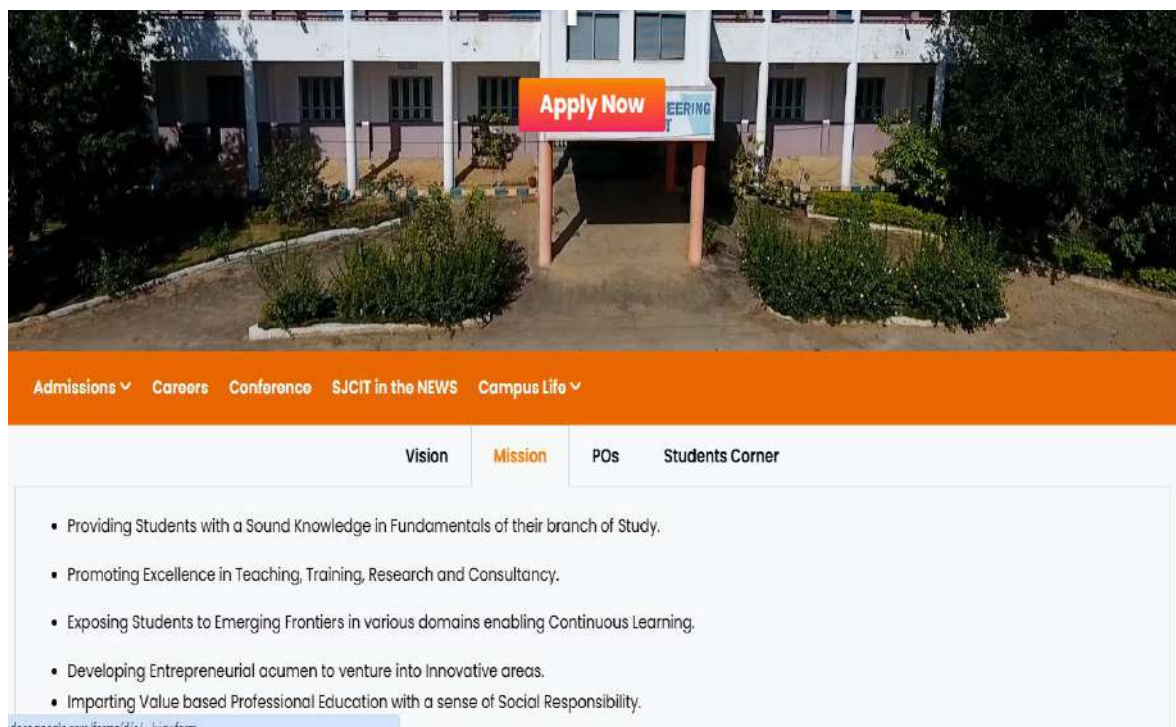 Apply Now
EERING
T
Admissions Careers Conference SJCIT in the NEWS Campus Life
Vision Mission POs Students Corner
• Providing Students with a Sound Knowledge in Fundamentals of their branch of Study.
• Promoting Excellence in Teaching, Training, Research and Consultancy.
• Exposing Students to Emerging Frontiers in various domains enabling Continuous Learning.
• Developing Entrepreneurial acumen to venture into Innovative areas.
• Imparting Value based Professional Education with a sense of Social Responsibility.